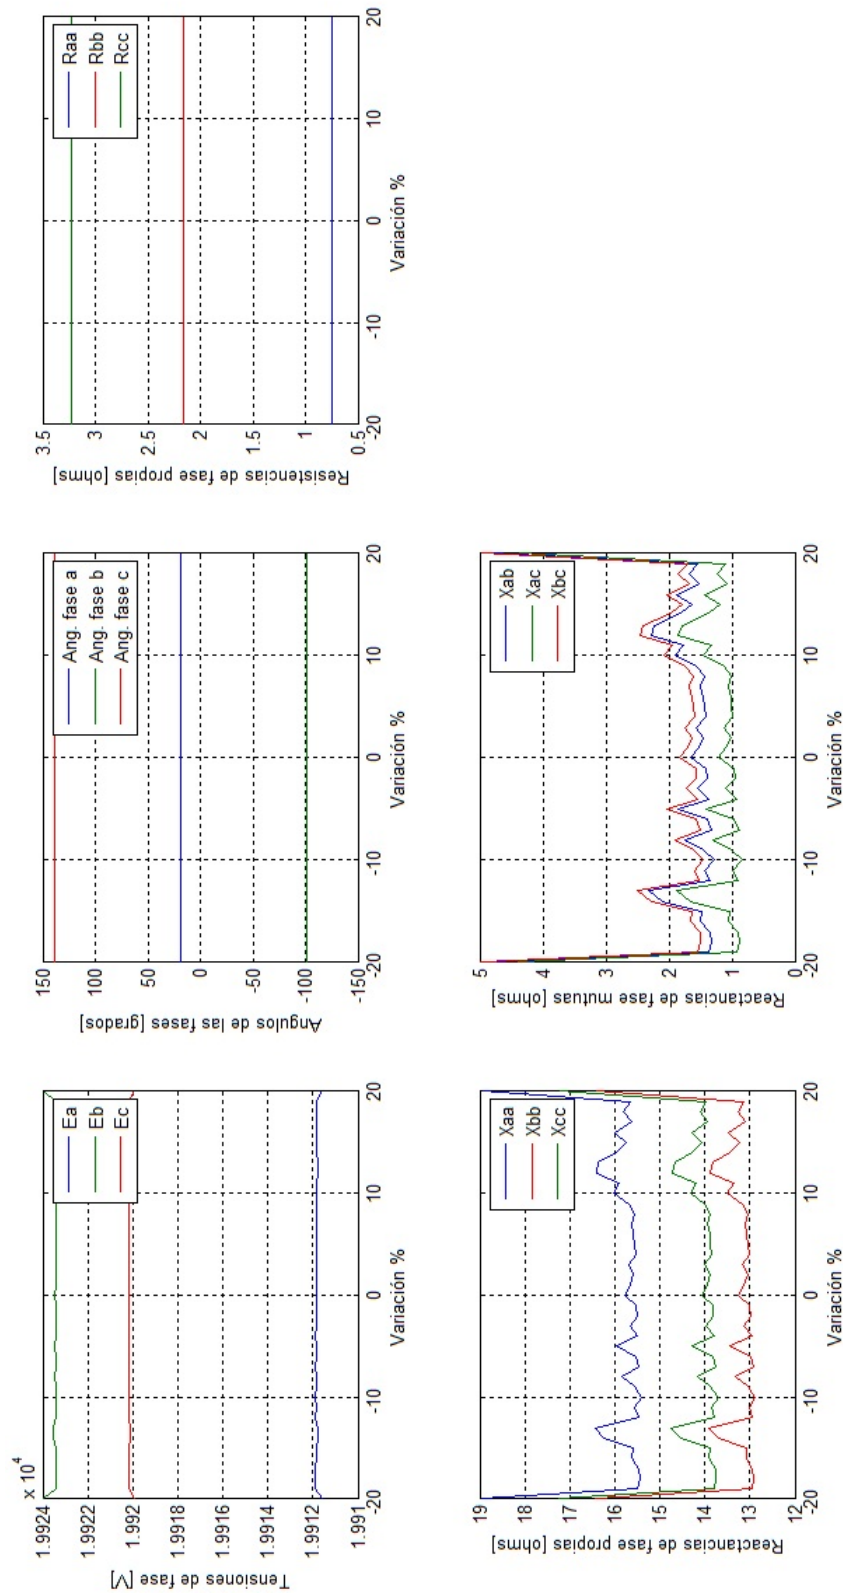 x 10⁴
1.9924
1.9922
1.992
1.9918
1.9916
1.9914
1.9912
1.991
Tensiones de fase [V]
-20
-10
0
10
20
Variación %
Ea
Eb
Ec
150
100
50
0
-50
-100
-150
Angulos de las fases [grados]
-20
-10
0
10
20
Variación %
Ang. fase a
Ang. fase b
Ang. fase c
3.5
3
2.5
2
1.5
1
0.5
Resistencias de fase propias [ohms]
-20
-10
0
10
20
Variación %
Raa
Rbb
Rcc
19
18
17
16
15
14
13
12
Reactancias de fase propias [ohms]
-20
-10
0
10
20
Variación %
Xaa
Xbb
Xcc
5
4
3
2
1
0
Reactancias de fase mutuas [ohms]
-20
-10
0
10
20
Variación %
Xab
Xac
Xbc